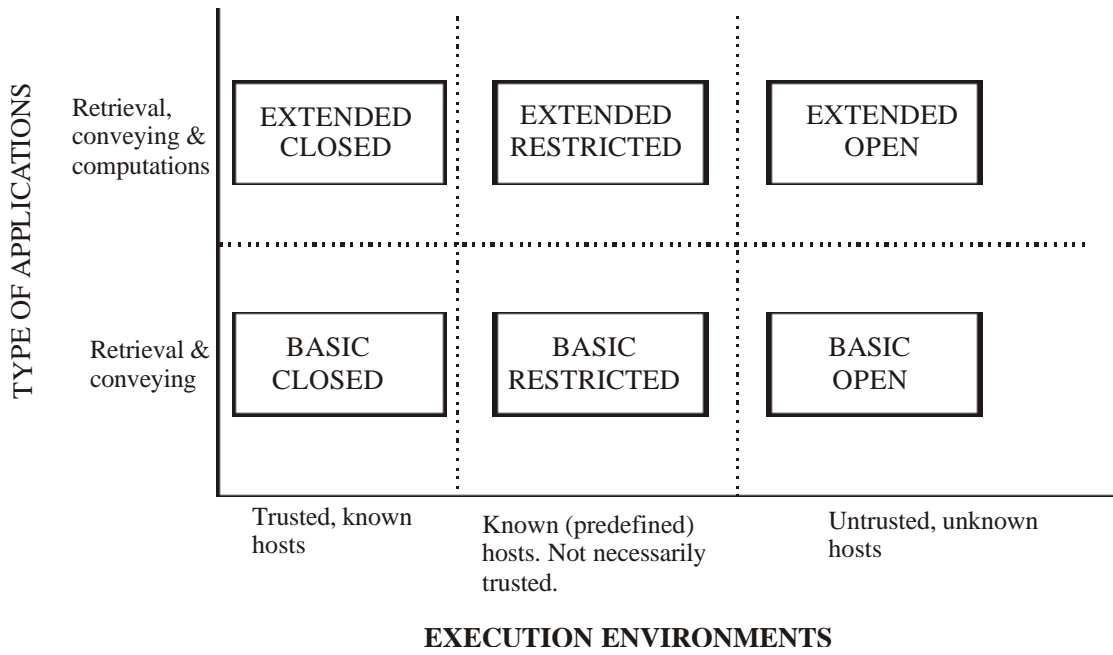 TYPE OF APPLICATIONS
Retrieval,
conveying &
computations
EXTENDED
CLOSED
EXTENDED
RESTRICTED
EXTENDED
OPEN
Retrieval &
conveying
BASIC
CLOSED
BASIC
RESTRICTED
BASIC
OPEN
Trusted, known
hosts
Known (predefined)
hosts. Not necessarily
trusted.
Untrusted, unknown
hosts
EXECUTION ENVIRONMENTS